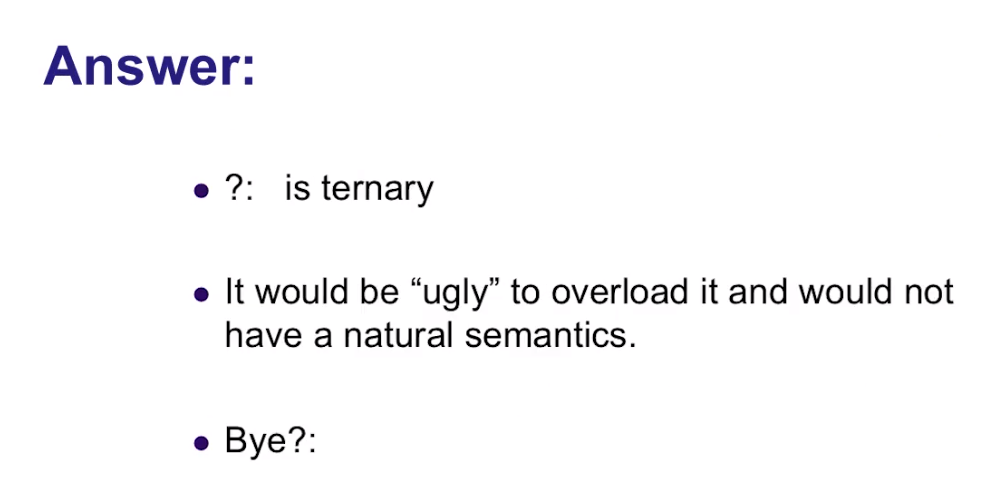 Answer:
?: is ternary
It would be “ugly” to overload it and would not
have a natural semantics.
Bye?: